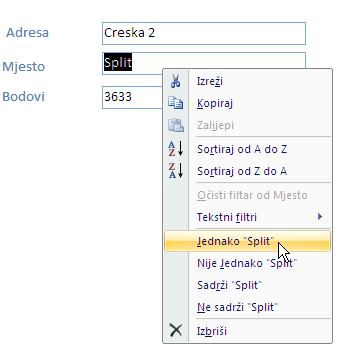 Adresa Creska 2
Mjesto Split
Bodovi 3633
Izreži
Kopiraj
Zalijepi
Sortiraj od A do Z
Sortiraj od Z do A
Očisti filtar od Mjesto
Tekstni filtri
Jednako "Split"
Nije Jednako "Split"
Sadrži "Split"
Ne sadrži "Split"
Izbriši